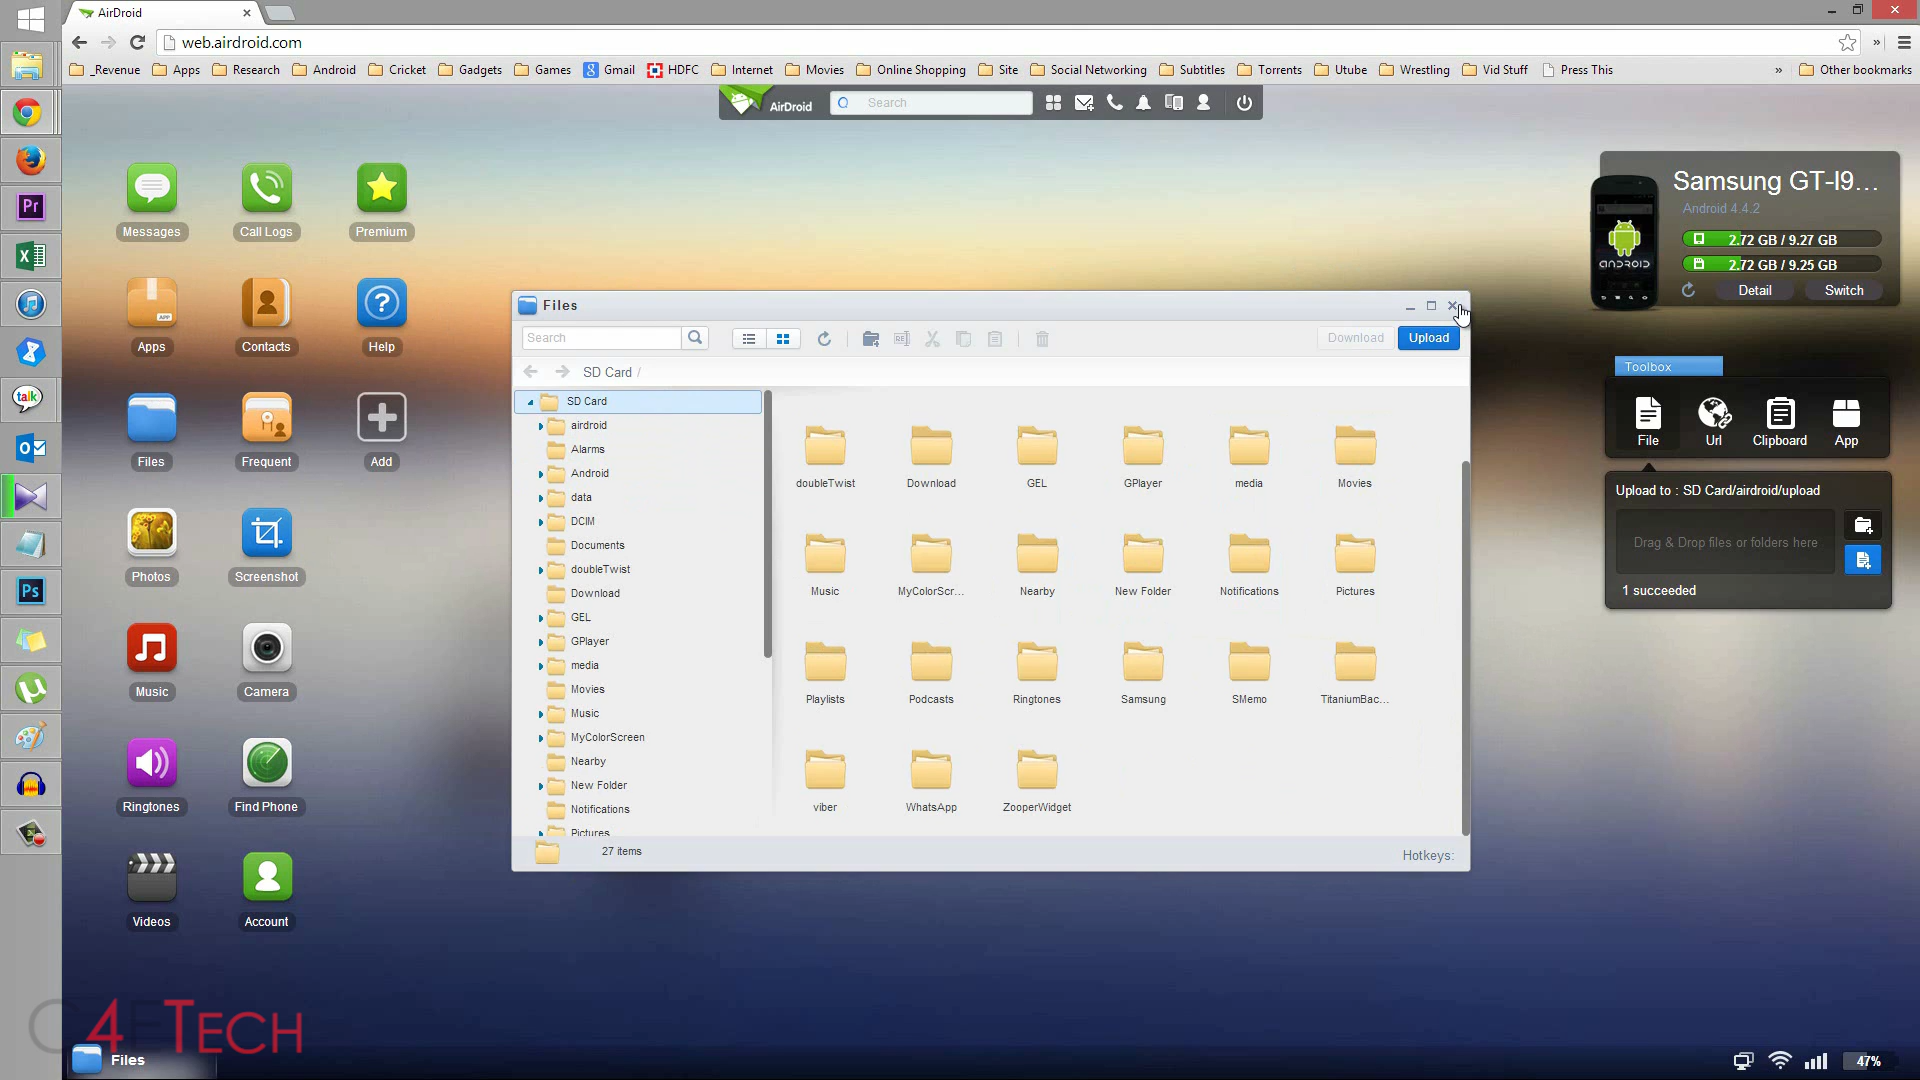 AirDroid
web.airdroid.com
_Revenue Apps Research Android Cricket Gadgets Games Gmail HDFC Internet Movies Online Shopping Site Social Networking Subtitles Torrents Utube Wrestling Vid Stuff Press This » Other bookmarks
AirDroid Search
Messages Call Logs Premium
Apps Contacts Help
Files Frequent Add
Photos Screenshot
Music Camera
Ringtones Find Phone
Videos Account
Pr
talk
Ps
Files
Search
Download Upload
SD Card /
SD Card
airdroid
Alarms
Android
data
DCIM
Documents
doubleTwist
Download
GEL
GPlayer
media
Movies
Music
MyColorScreen
Nearby
New Folder
Notifications
Pictures
doubleTwist Download GEL GPlayer media Movies
Music MyColorScr... Nearby New Folder Notifications Pictures
Playlists Podcasts Ringtones Samsung SMemo TitaniumBac...
viber WhatsApp ZooperWidget
27 items
Hotkeys:
Samsung GT-I9...
Android 4.4.2
2.72 GB / 9.27 GB
2.72 GB / 9.25 GB
Detail Switch
ANDROID
Toolbox
File Url Clipboard App
Upload to : SD Card/airdroid/upload
Drag & Drop files or folders here
1 succeeded
C4ETech
Files
47%